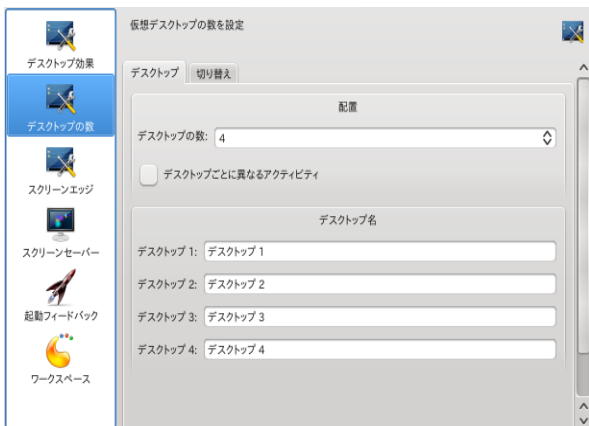 仮想デスクトップの数を設定
デスクトップ効果
デスクトップの数
スクリーンエッジ
スクリーンセーバー
起動フィードバック
ワークスペース
デスクトップ
切り替え
配置
デスクトップの数: 4
デスクトップごとに異なるアクティビティ
デスクトップ名
デスクトップ 1: デスクトップ 1
デスクトップ 2: デスクトップ 2
デスクトップ 3: デスクトップ 3
デスクトップ 4: デスクトップ 4